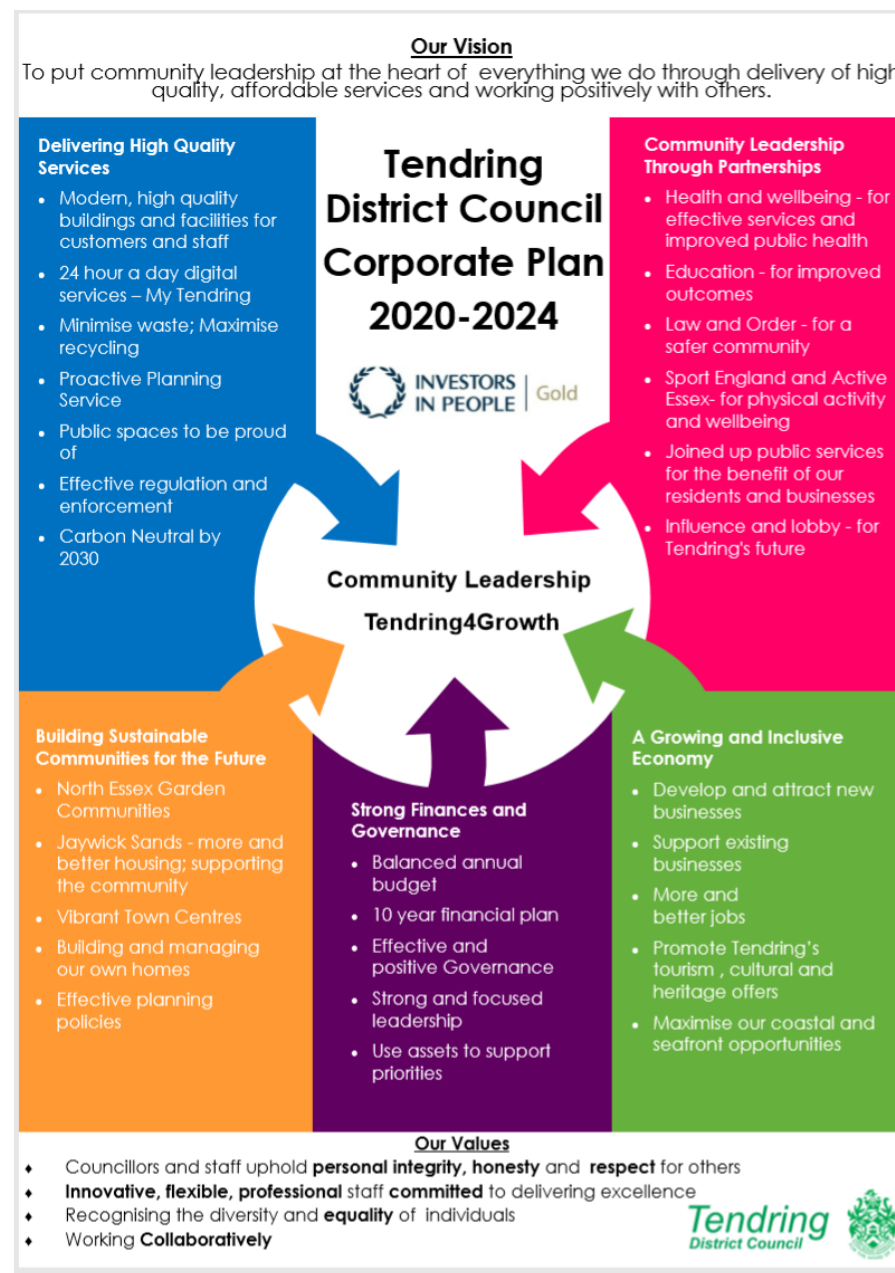 Our Vision
To put community leadership at the heart of everything we do through delivery of high
quality, affordable services and working positively with others.
Delivering High Quality
Services
• Modern, high quality
buildings and facilities for
customers and staff
• 24 hour a day digital
services – My Tendring
• Minimise waste; Maximise
recycling
• Proactive Planning
Service
• Public spaces to be proud
of
• Effective regulation and
enforcement
• Carbon Neutral by
2030
Tendring
District Council
Corporate Plan
2020-2024
INVESTORS
IN PEOPLE
Gold
Community Leadership
Through Partnerships
• Health and wellbeing - for
effective services and
improved public health
• Education - for improved
outcomes
• Law and Order - for a
safer community
• Sport England and Active
Essex- for physical activity
and wellbeing
• Joined up public services
for the benefit of our
residents and businesses
• Influence and lobby - for
Tendring's future
Community Leadership
Tendring4Growth
Building Sustainable
Communities for the Future
• North Essex Garden
Communities
• Jaywick Sands - more and
better housing; supporting
the community
• Vibrant Town Centres
• Building and managing
our own homes
• Effective planning
policies
Strong Finances and
Governance
• Balanced annual
budget
• 10 year financial plan
• Effective and
positive Governance
• Strong and focused
leadership
• Use assets to support
priorities
A Growing and Inclusive
Economy
• Develop and attract new
businesses
• Support existing
businesses
• More and
better jobs
• Promote Tendring’s
tourism , cultural and
heritage offers
• Maximise our coastal and
seafront opportunities
Our Values
♦ Councillors and staff uphold personal integrity, honesty and respect for others
♦ Innovative, flexible, professional staff committed to delivering excellence
♦ Recognising the diversity and equality of individuals
♦ Working Collaboratively
Tendring
District Council